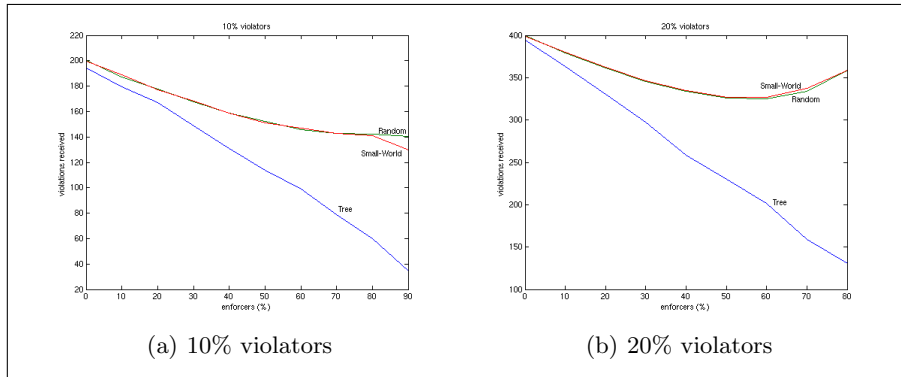 10% violators
220
200
180
160
140
120
100
80
60
40
20
violations received
Random
Small-World
Tree
0 10 20 30 40 50 60 70 80 90
enforcers (%)
(a) 10% violators
20% violators
400
350
300
250
200
150
100
violations received
Small-World
Random
Tree
0 10 20 30 40 50 60 70 80
enforcers (%)
(b) 20% violators